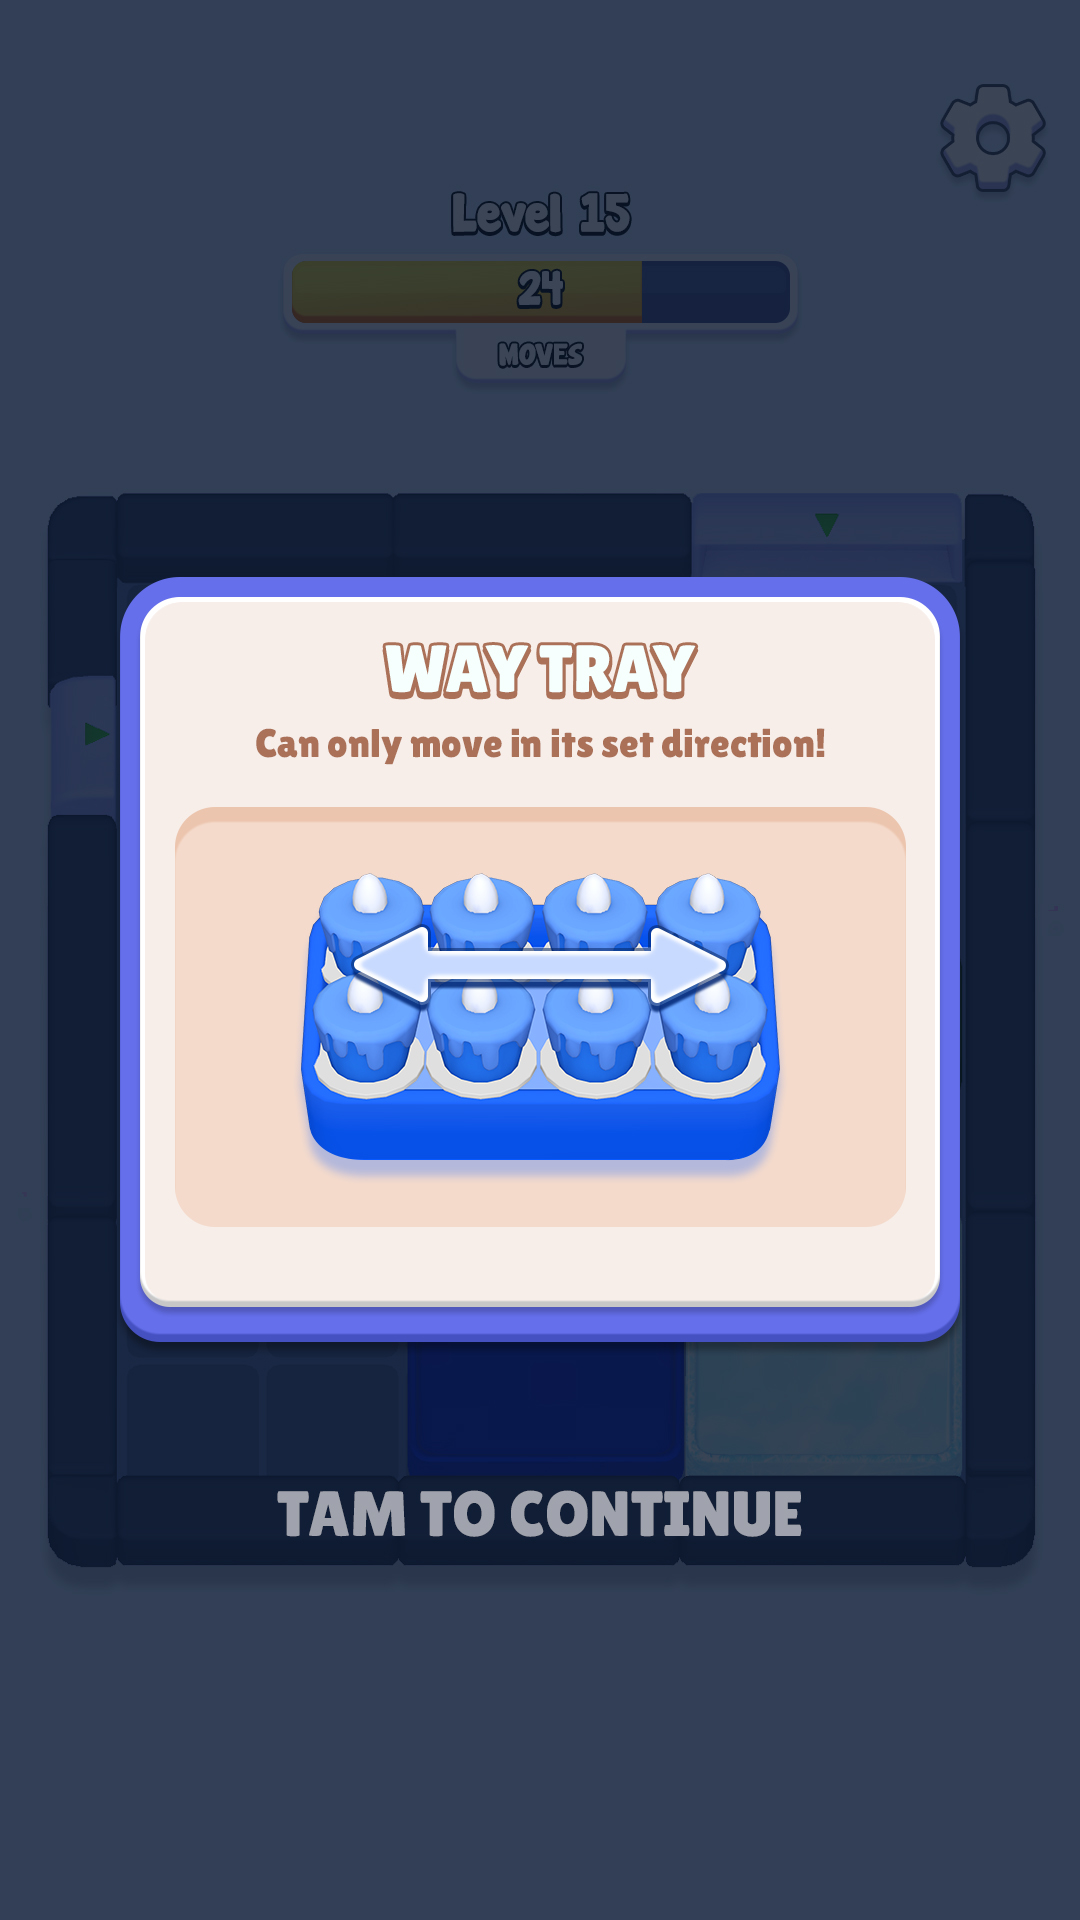 Level 15
24
MOVES
WAY TRAY
Can only move in its set direction!
TAM TO CONTINUE